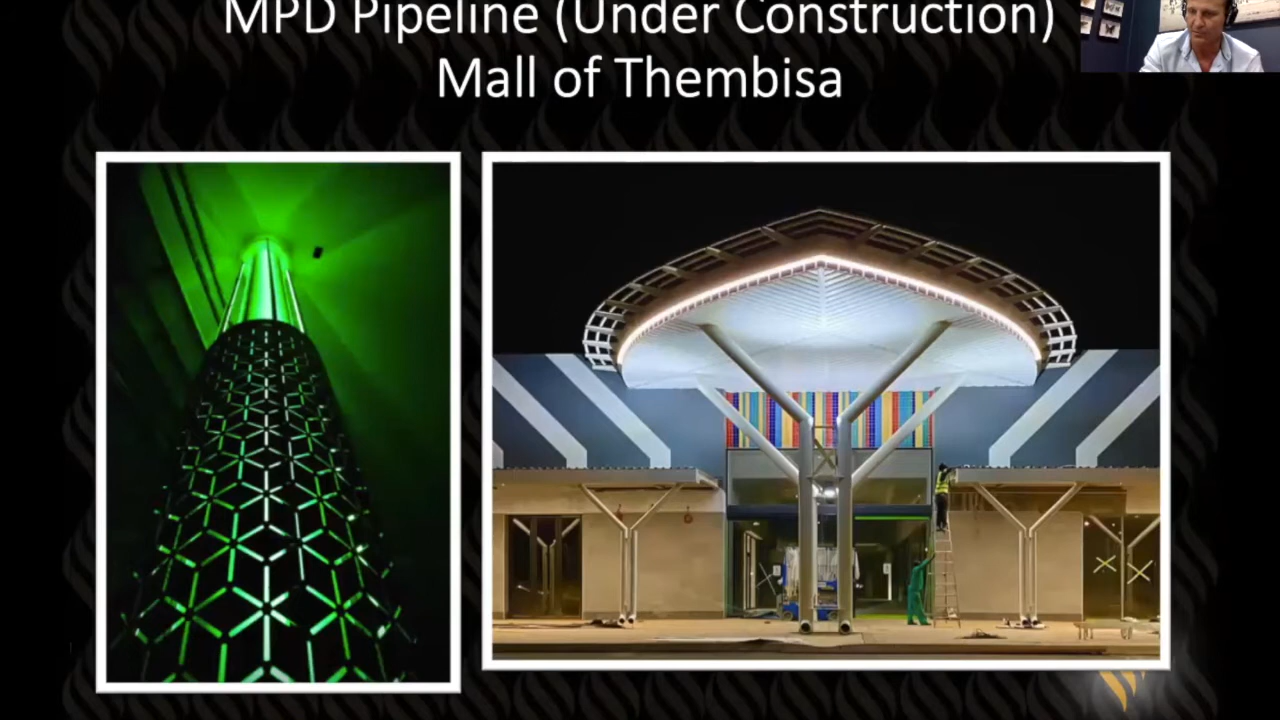 MPD Pipeline (Under Construction)
Mall of Thembisa